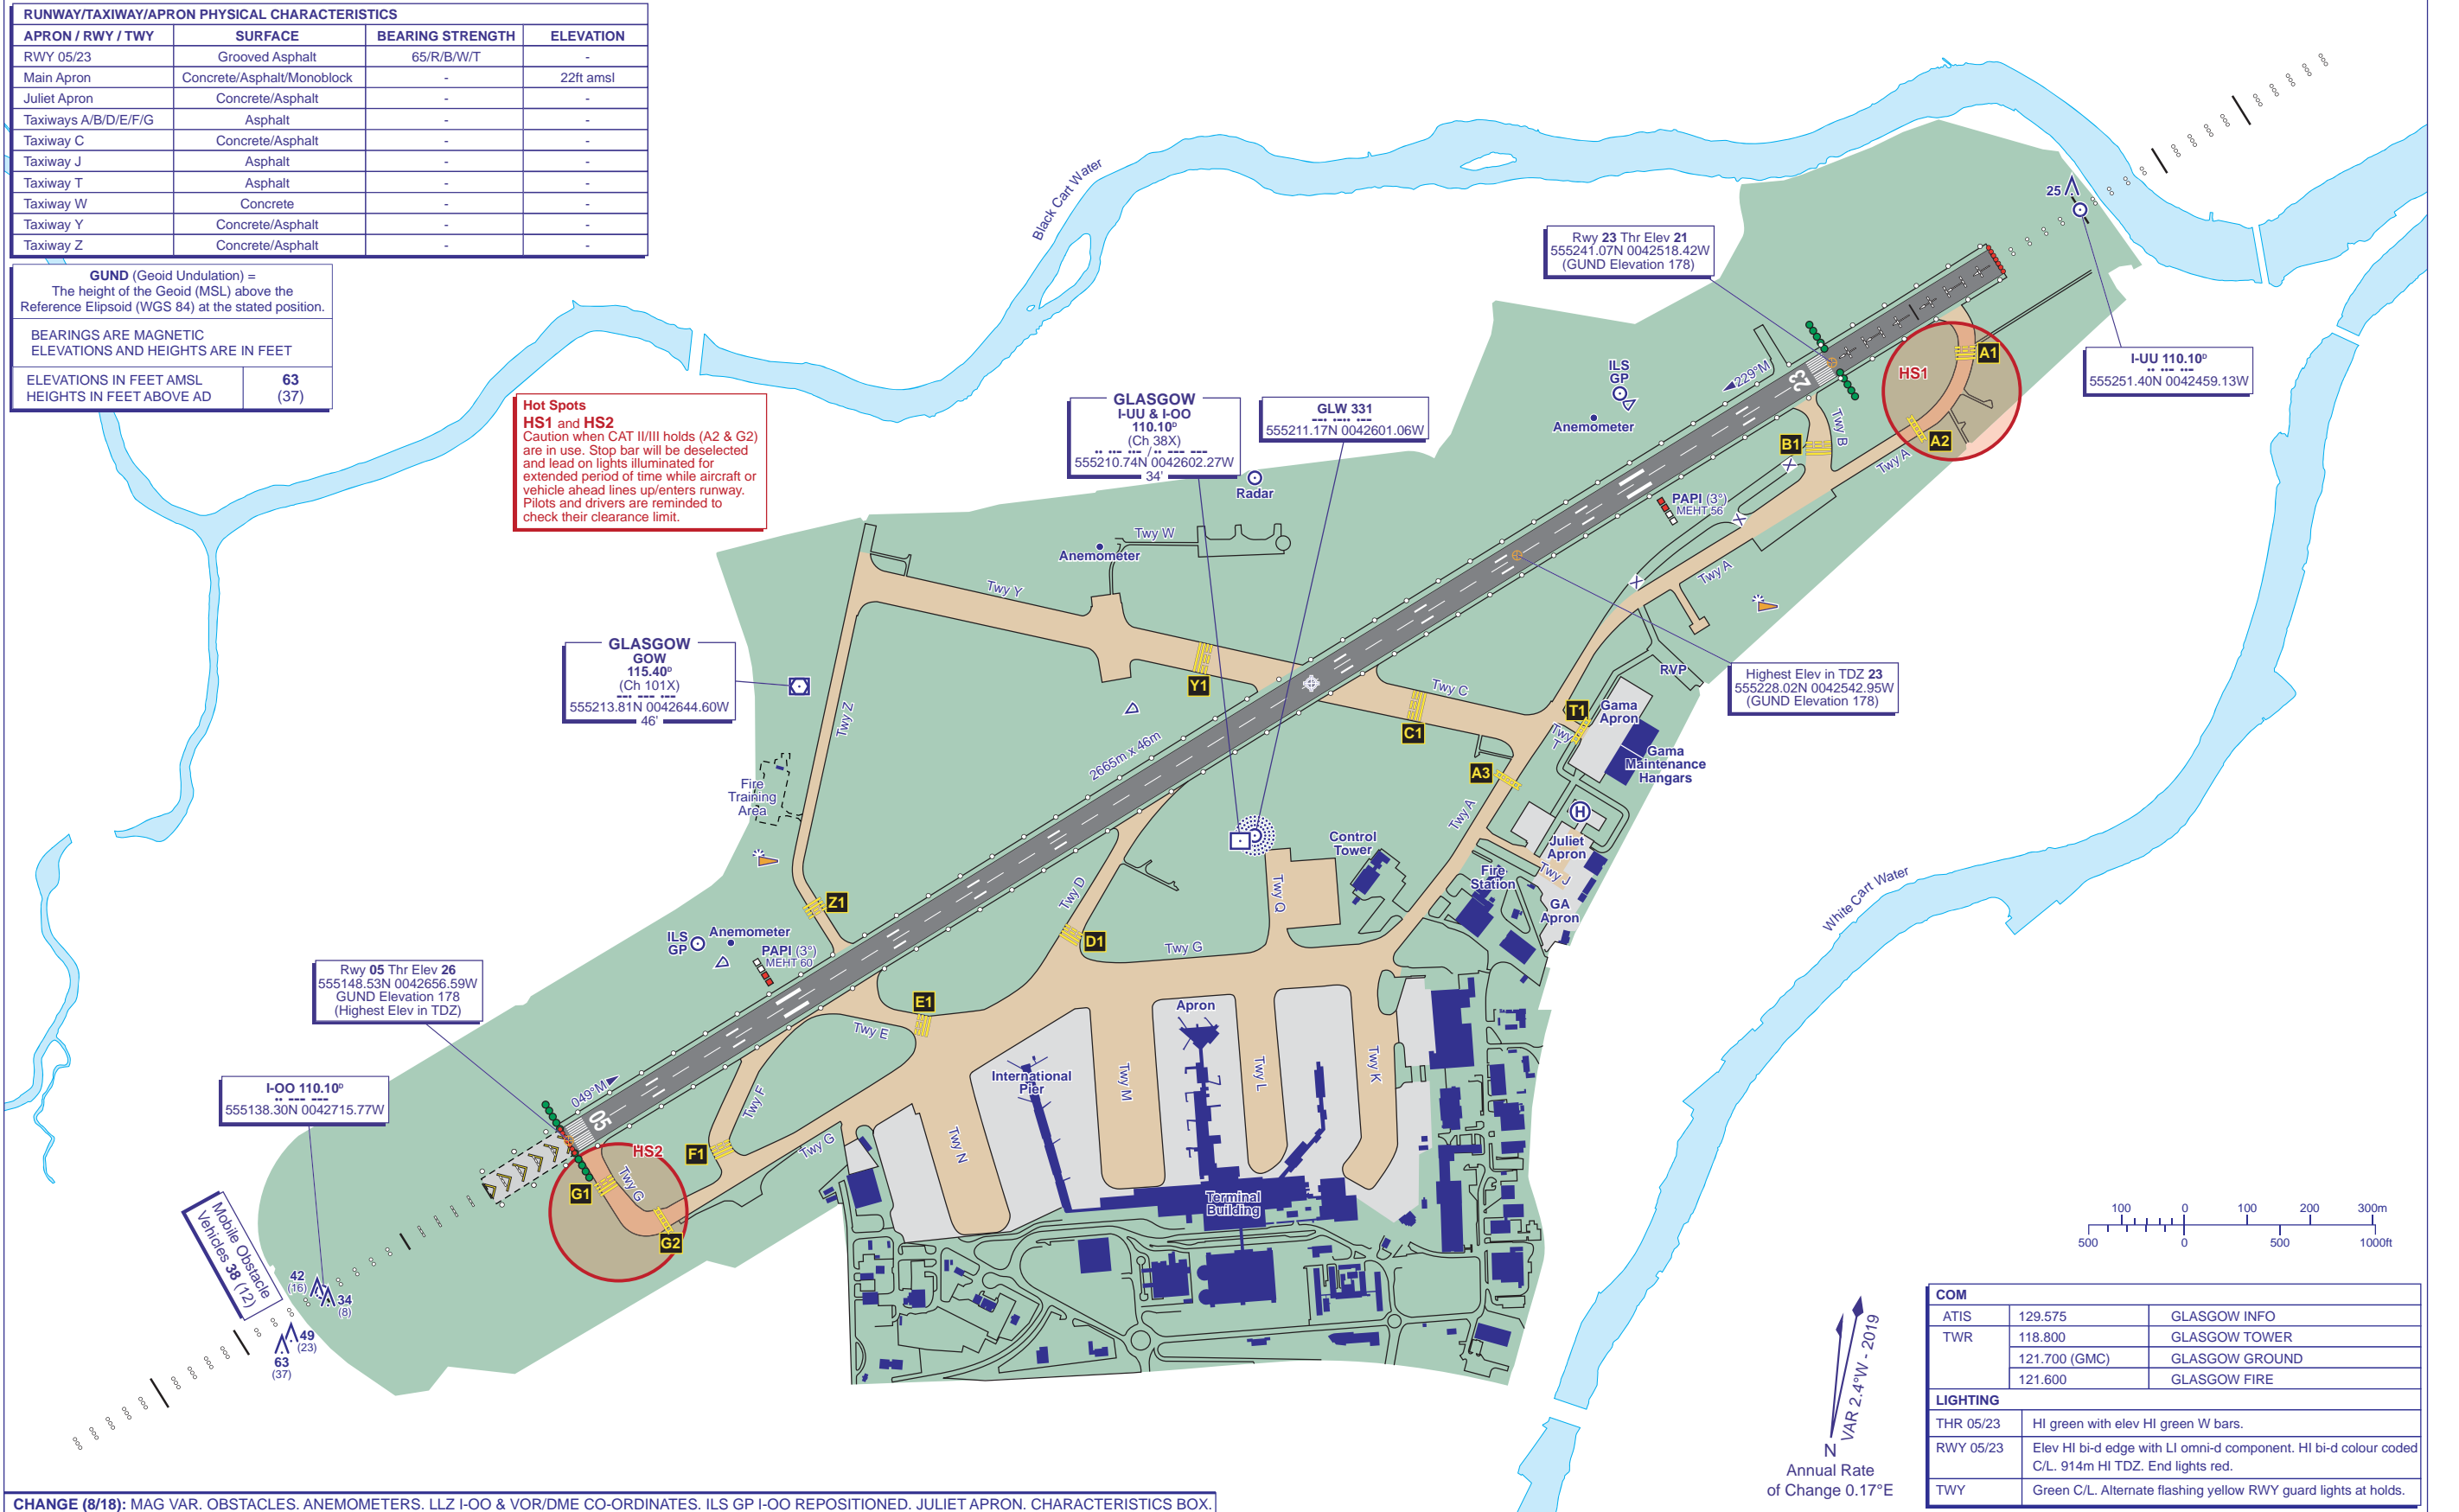 RUNWAY/TAXIWAY/APRON PHYSICAL CHARACTERISTICS
APRON / RWY / TWY SURFACE BEARING STRENGTH ELEVATION
RWY 05/23 Grooved Asphalt 65/R/B/W/T -
Main Apron Concrete/Asphalt/Monoblock - 22ft amsl
Juliet Apron Concrete/Asphalt - -
Taxiways A/B/D/E/F/G Asphalt - -
Taxiway C Concrete/Asphalt - -
Taxiway J Asphalt - -
Taxiway T Asphalt - -
Taxiway W Concrete - -
Taxiway Y Concrete/Asphalt - -
Taxiway Z Concrete/Asphalt - -
GUND (Geoid Undulation) =
The height of the Geoid (MSL) above the
Reference Elipsoid (WGS 84) at the stated position.
BEARINGS ARE MAGNETIC
ELEVATIONS AND HEIGHTS ARE IN FEET
ELEVATIONS IN FEET AMSL 63
HEIGHTS IN FEET ABOVE AD (37)
Hot Spots
HS1 and HS2
Caution when CAT II/III holds (A2 & G2)
are in use. Stop bar will be deselected
and lead on lights illuminated for
extended period of time while aircraft or
vehicle ahead lines up/enters runway.
Pilots and drivers are reminded to
check their clearance limit.
Black Cart Water
GLASGOW
I-UU & I-OO
110.10ᴰ
(Ch 38X)
555210.74N 0042602.27W
34'
GLW 331
555211.17N 0042601.06W
Rwy 23 Thr Elev 21
555241.07N 0042518.42W
(GUND Elevation 178)
25
I-UU 110.10ᴰ
555251.40N 0042459.13W
ILS
GP
Anemometer
229°M
23
HS1
A1
A2
B1
Twy B
Twy A
X
X
X
PAPI (3°)
MEHT 56
Radar
Twy W
Anemometer
Twy Y
Twy A
RVP
Highest Elev in TDZ 23
555228.02N 0042542.95W
(GUND Elevation 178)
GLASGOW
GOW
115.40ᴰ
(Ch 101X)
555213.81N 0042644.60W
46'
Y1
Twy C
C1
T1
Twy
T
Gama
Apron
Gama
Maintenance
Hangars
Twy Z
2665m x 46m
A3
Twy A
H
Fire
Training
Area
Control
Tower
Juliet
Apron
Twy J
Fire
Station
GA
Apron
White Cart Water
Z1
Twy D
D1
Twy Q
Twy G
ILS
GP
Anemometer
PAPI (3°)
MEHT 60
Rwy 05 Thr Elev 26
555148.53N 0042656.59W
GUND Elevation 178
(Highest Elev in TDZ)
E1
Twy E
Apron
International
Pier
Twy M
Twy L
Twy K
Twy N
I-OO 110.10ᴰ
555138.30N 0042715.77W
049°M
05
Twy F
F1
Twy G
HS2
Twy G
G1
G2
Terminal
Building
Mobile Obstacle
Vehicles 38 (12)
42
(16)
34
(8)
49
(23)
63
(37)
100 0 100 200 300m
500 0 500 1000ft
VAR 2.4°W - 2019
N
Annual Rate
of Change 0.17°E
COM
ATIS 129.575 GLASGOW INFO
TWR 118.800 GLASGOW TOWER
121.700 (GMC) GLASGOW GROUND
121.600 GLASGOW FIRE
LIGHTING
THR 05/23 HI green with elev HI green W bars.
RWY 05/23 Elev HI bi-d edge with LI omni-d component. HI bi-d colour coded
C/L. 914m HI TDZ. End lights red.
TWY Green C/L. Alternate flashing yellow RWY guard lights at holds.
CHANGE (8/18): MAG VAR. OBSTACLES. ANEMOMETERS. LLZ I-OO & VOR/DME CO-ORDINATES. ILS GP I-OO REPOSITIONED. JULIET APRON. CHARACTERISTICS BOX.